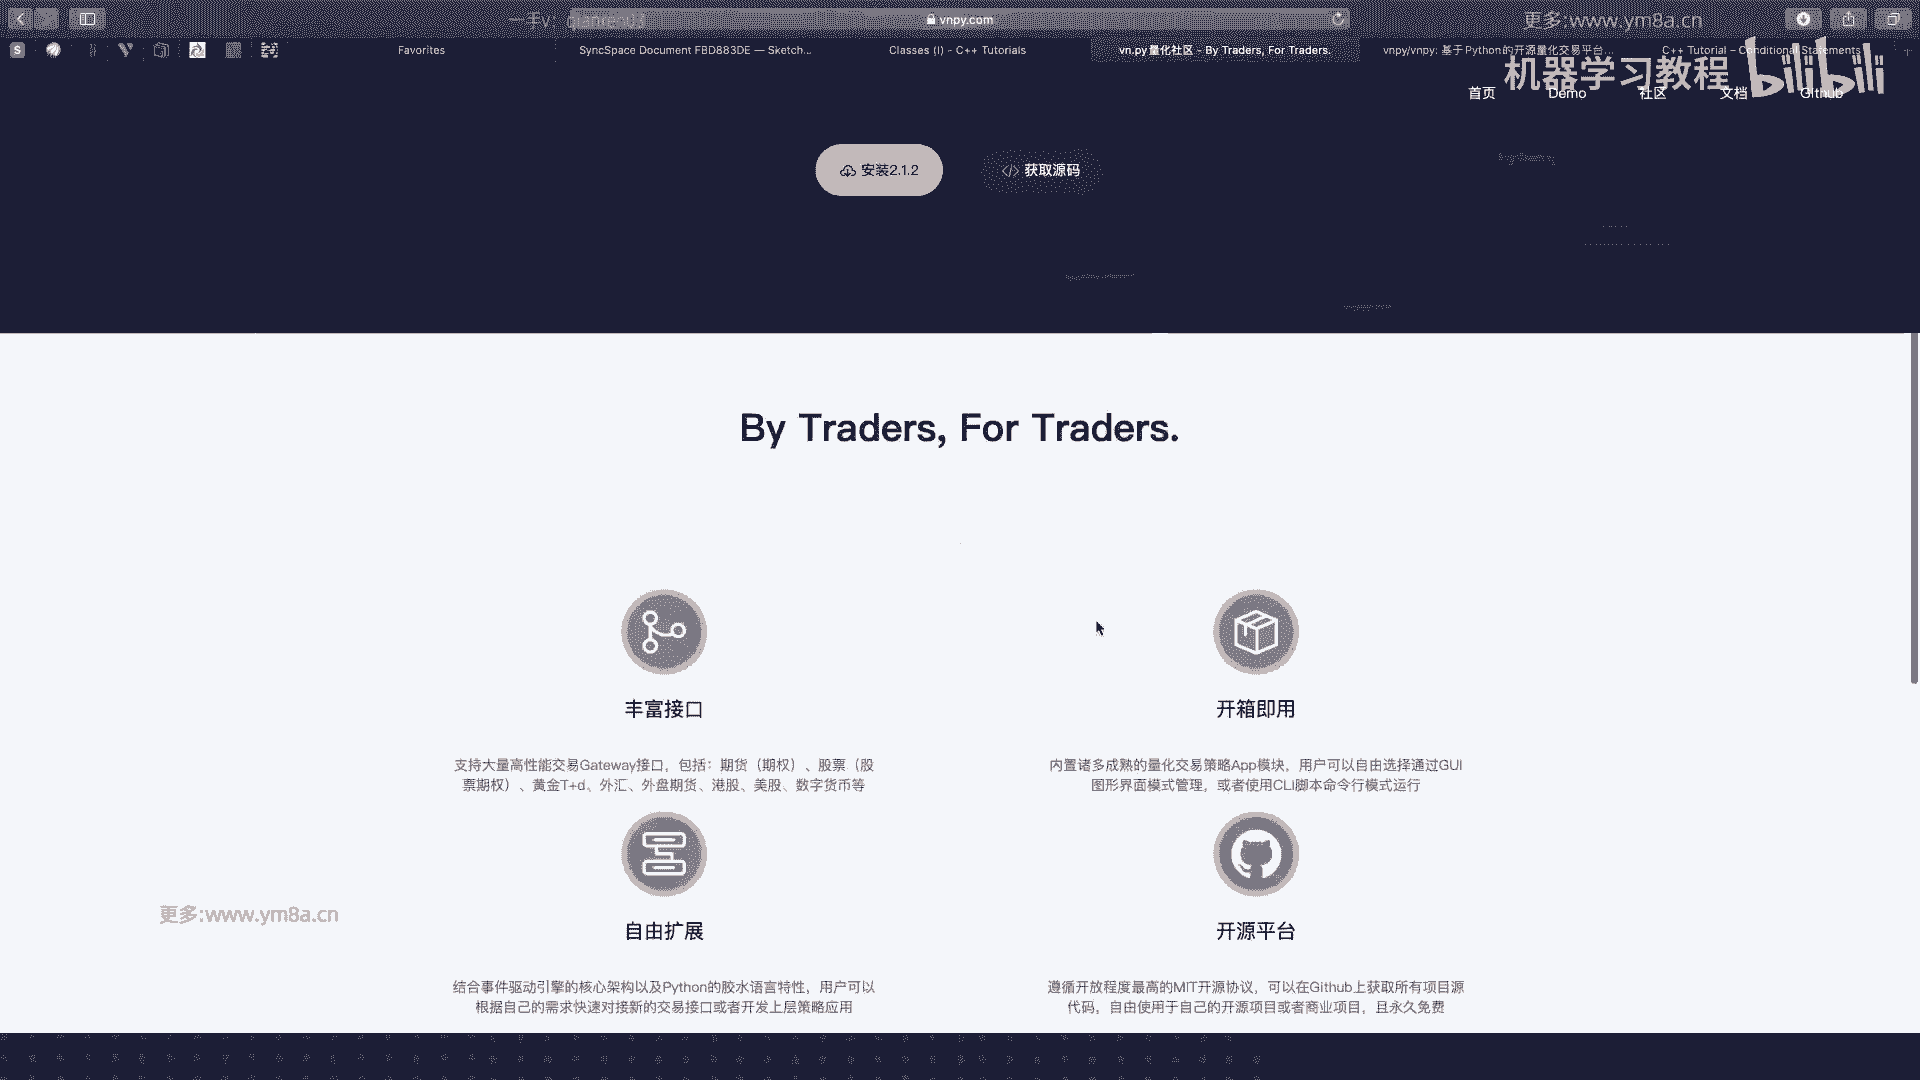 一手v：qianren03
vnpy.com
更多:www.ym8a.cn
S
Favorites
SyncSpace Document FBD883DE — Sketch...
Classes (I) - C++ Tutorials
vn.py量化社区 - By Traders, For Traders.
vnpy/vnpy: 基于Python的开源量化交易平台...
C++ Tutorial – Conditional Statements
机器学习教程 bilibili
首页
Demo
社区
文档
Github
安装2.1.2
</> 获取源码
By Traders, For Traders.
丰富接口
支持大量高性能交易Gateway接口，包括：期货（期权）、股票（股
票期权）、黄金T+d、外汇、外盘期货、港股、美股、数字货币等
开箱即用
内置诸多成熟的量化交易策略App模块，用户可以自由选择通过GUI
图形界面模式管理，或者使用CLI脚本命令行模式运行
自由扩展
结合事件驱动引擎的核心架构以及Python的胶水语言特性，用户可以
根据自己的需求快速对接新的交易接口或者开发上层策略应用
开源平台
遵循开放程度最高的MIT开源协议，可以在Github上获取所有项目源
代码，自由使用于自己的开源项目或者商业项目，且永久免费
更多:www.ym8a.cn